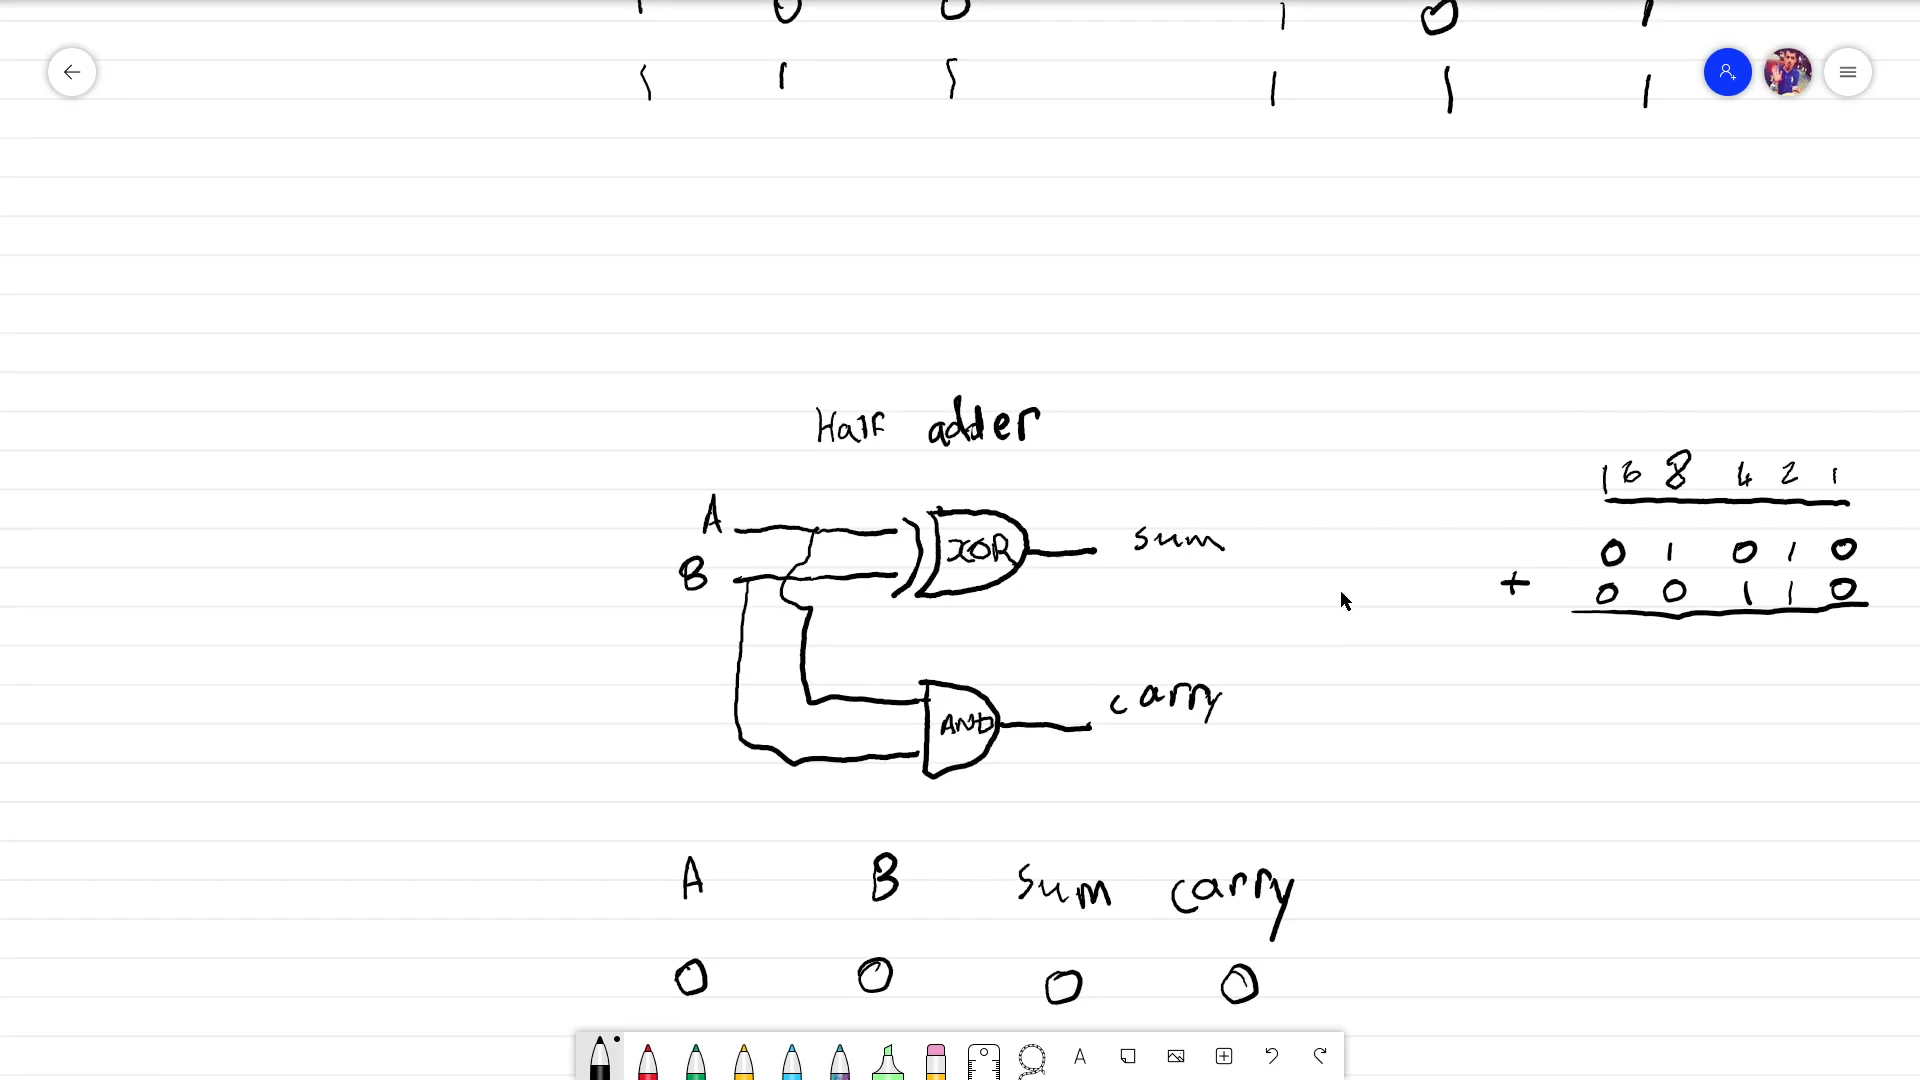 1 0 0 1 0 1
1 1 1 1 1 1
Half adder
16 8 4 2 1
A
XOR
sum
0 1 0 1 0
B
+ 0 0 1 1 0
carry
AND
A B sum carry
0 0 0 0
A